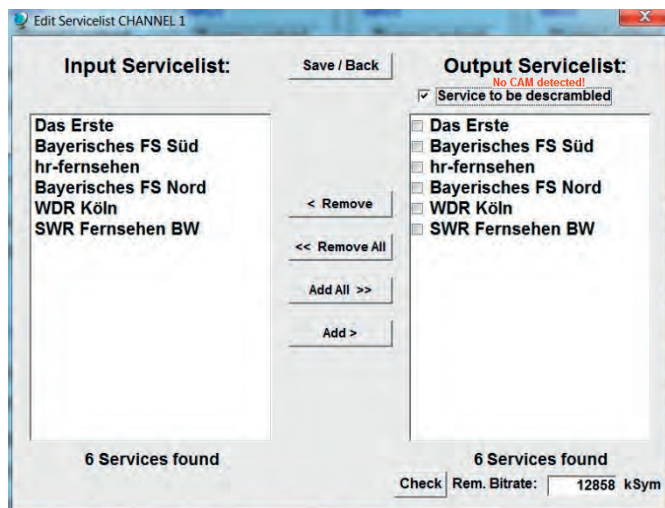 Edit Servicelist CHANNEL 1
Input Servicelist:
Save / Back
Output Servicelist:
No CAM detected!
Service to be descrambled
Das Erste
Bayerisches FS Süd
hr-fernsehen
Bayerisches FS Nord
WDR Köln
SWR Fernsehen BW
< Remove
<< Remove All
Add All >>
Add >
Das Erste
Bayerisches FS Süd
hr-fernsehen
Bayerisches FS Nord
WDR Köln
SWR Fernsehen BW
6 Services found
6 Services found
Check Rem. Bitrate: 12858 kSym